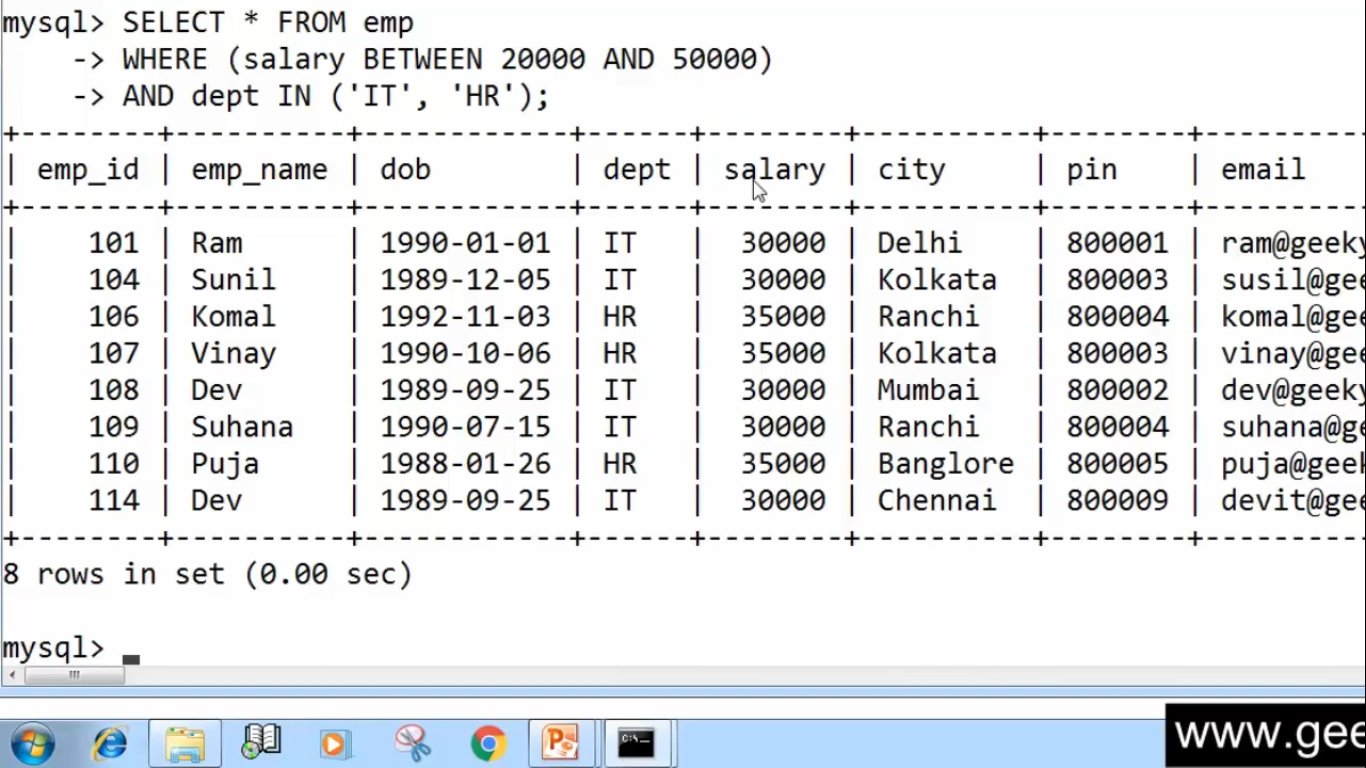 mysql> SELECT * FROM emp
    -> WHERE (salary BETWEEN 20000 AND 50000)
    -> AND dept IN ('IT', 'HR');
+--------+----------+------------+------+--------+----------+--------+---------
| emp_id | emp_name | dob        | dept | salary | city     | pin    | email
+--------+----------+------------+------+--------+----------+--------+---------
|    101 | Ram      | 1990-01-01 | IT   |  30000 | Delhi    | 800001 | ram@geeky
|    104 | Sunil    | 1989-12-05 | IT   |  30000 | Kolkata  | 800003 | susil@gee
|    106 | Komal    | 1992-11-03 | HR   |  35000 | Ranchi   | 800004 | komal@ge
|    107 | Vinay    | 1990-10-06 | HR   |  35000 | Kolkata  | 800003 | vinay@ge
|    108 | Dev      | 1989-09-25 | IT   |  30000 | Mumbai   | 800002 | dev@geeky
|    109 | Suhana   | 1990-07-15 | IT   |  30000 | Ranchi   | 800004 | suhana@g
|    110 | Puja     | 1988-01-26 | HR   |  35000 | Banglore | 800005 | puja@geek
|    114 | Dev      | 1989-09-25 | IT   |  30000 | Chennai  | 800009 | devit@ge
+--------+----------+------------+------+--------+----------+--------+---------
8 rows in set (0.00 sec)
mysql>
www.gee